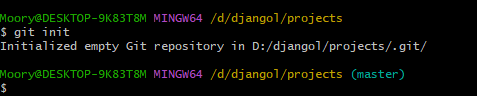 Moory@DESKTOP-9K83T8M MINGW64 /d/djangol/projects
$ git init
Initialized empty Git repository in D:/djangol/projects/.git/
Moory@DESKTOP-9K83T8M MINGW64 /d/djangol/projects (master)
$